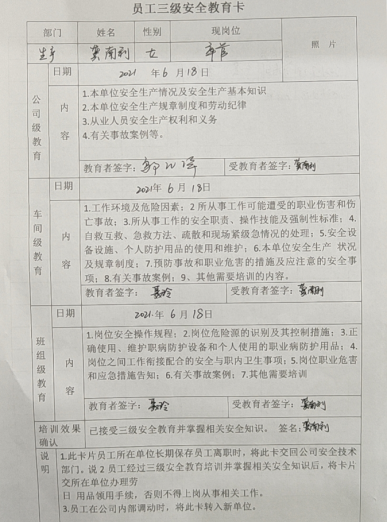 员工三级安全教育卡
部门 姓名 性别 现岗位 照 片
生产 南利 女
公司级教育
日期 2021 年 6 月 18 日
内容
1.本单位安全生产情况及安全生产基本知识
2.本单位安全生产规章制度和劳动纪律
3.从业人员安全生产权利和义务
4.有关事故案例等。
教育者签字: 受教育者签字: 南利
车间级教育
日期 2021年 6 月 18日
内容
1.工作环境及危险因素;2 所从事工作可能遭受的职业伤害和伤
亡事故;3.所从事工作的安全职责、操作技能及强制性标准;4.
自救互救、急救方法、疏散和现场紧急情况的处理;5.安全设
备设施、个人防护用品的使用和维护;6.本单位安全生产 状况
及规章制度;7.预防事故和职业危害的措施及应注意的安全事
项;8.有关事故案例;9、其他需要培训的内容。
教育者签字: 受教育者签字: 南利
班组级教育
日期 2021. 年 6 月 18日
内容
1.岗位安全操作规程;2.岗位危险源的识别及其控制措施;3.正
确使用、维护职病防护设备和个人使用的职业病防护用品;4.
岗位之间工作衔接配合的安全与职内卫生事项;5.岗位职业危害
和应急措施告知;6.有关事故案例;7.其他需要培训
教育者签字: 受教育者签字: 南利
培训效果确认 已接受三级安全教育并掌握相关安全知识。 签名: 南利
说明
1.此卡片员工所在单位长期保存员工离职时,将此卡交回公司安全技术
部门,说 2 员工经过三级安全教育培训并掌握相关安全知识后,将卡片
交所在单位办理劳
日 用品领用手续,否则不得上岗从事相关工作。
3.员工在公司内部调动时,将此卡转入新单位。